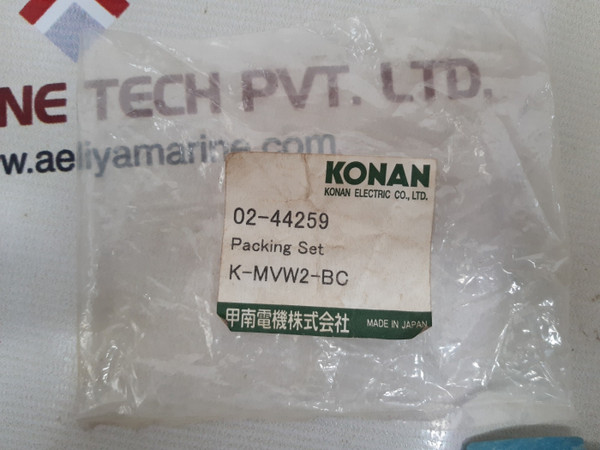 NE TECH PVT. LTD.
w.aeliyamarine.com
KONAN
KONAN ELECTRIC CO., LTD.
02-44259
Packing Set
K-MVW2-BC
甲南電機株式会社
MADE IN JAPAN